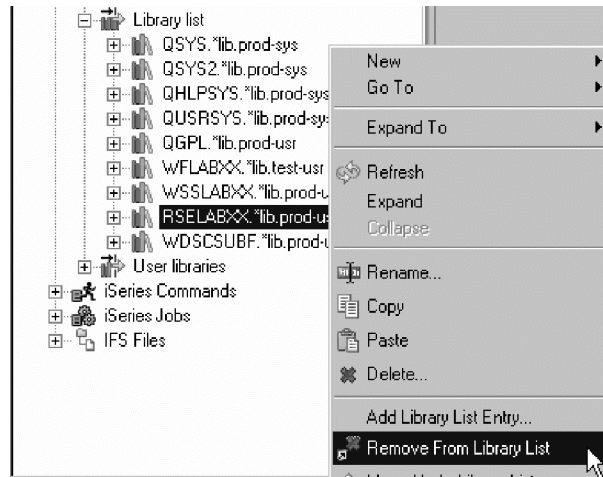 Library list
QSYS.*lib.prod-sys
QSYS2.*lib.prod-sys
QHLPSYS.*lib.prod-sys
QUSRSYS.*lib.prod-sy
QGPL.*lib.prod-usr
WFLABXX.*lib.test-usr
WSSLABXX.*lib.prod-u
RSELABXX.*lib.prod-u
WDSCSUBF.*lib.prod-u
User libraries
iSeries Commands
iSeries Jobs
IFS Files
New
Go To
Expand To
Refresh
Expand
Collapse
Rename...
Copy
Paste
Delete...
Add Library List Entry...
Remove From Library List